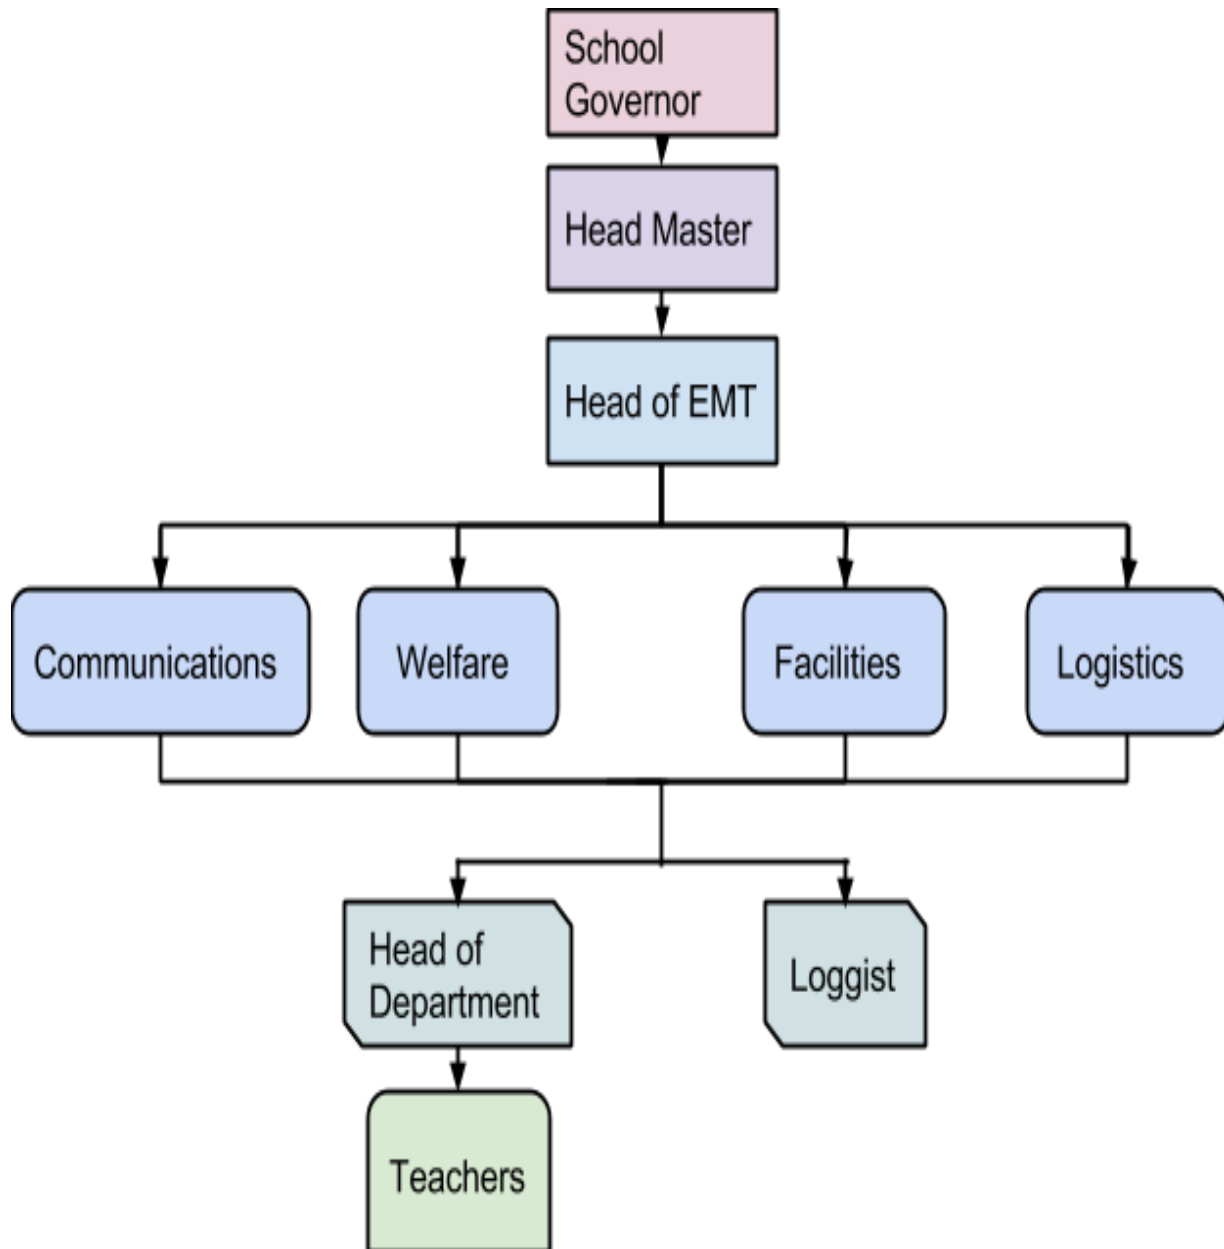 School
Governor
Head Master
Head of EMT
Communications
Welfare
Facilities
Logistics
Head of
Department
Loggist
Teachers